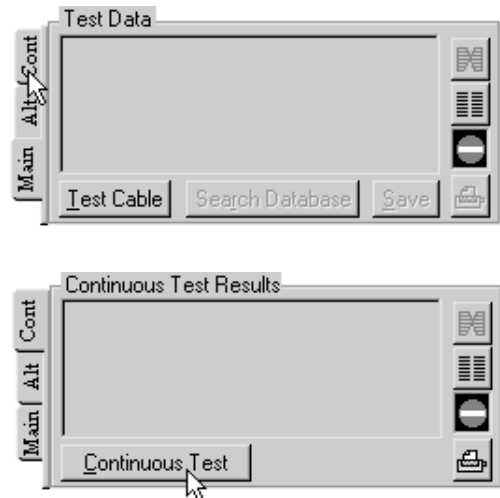 Test Data
Cont
Alt
Main
Test Cable
Search Database
Save
Continuous Test Results
Cont
Alt
Main
Continuous Test